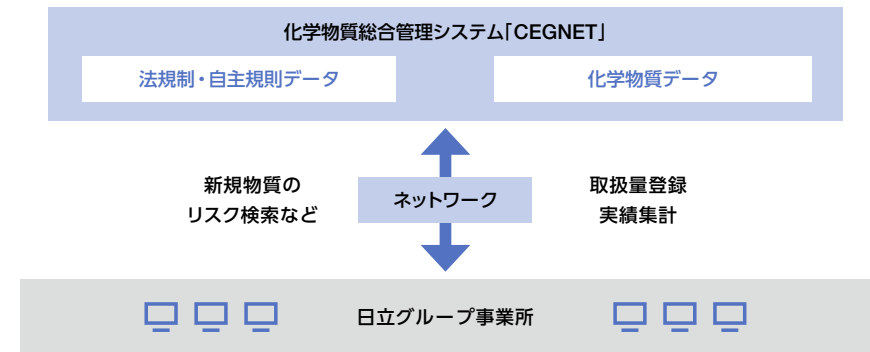 化学物質総合管理システム「CEGNET」
法規制・自主規則データ
化学物質データ
新規物質の
リスク検索など
ネットワーク
取扱量登録
実績集計
日立グループ事業所